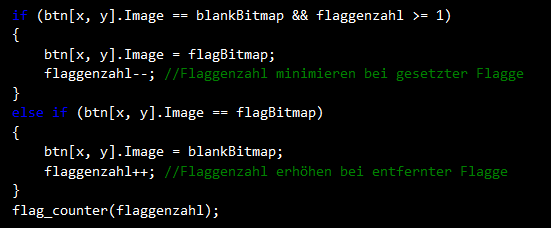 if (btn[x, y].Image == blankBitmap && flaggenzahl >= 1)
{
    btn[x, y].Image = flagBitmap;
    flaggenzahl--; //Flaggenzahl minimieren bei gesetzter Flagge
}
else if (btn[x, y].Image == flagBitmap)
{
    btn[x, y].Image = blankBitmap;
    flaggenzahl++; //Flaggenzahl erhöhen bei entfernter Flagge
}
flag_counter(flaggenzahl);